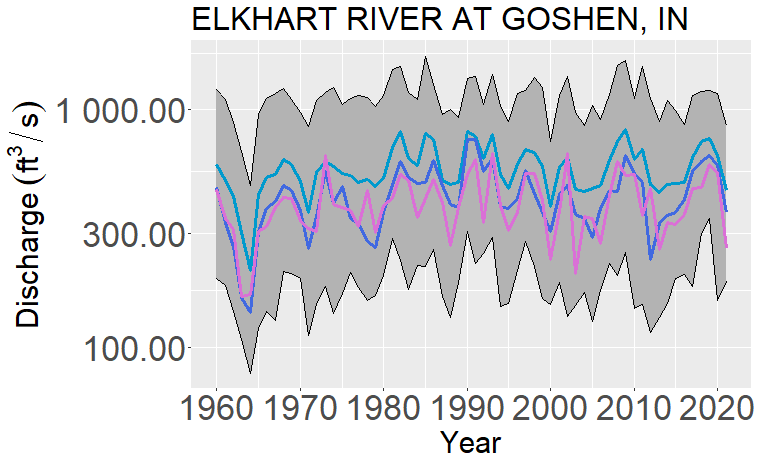 ELKHART RIVER AT GOSHEN, IN
Discharge (ft³/s)
1 000.00
300.00
100.00
1960 1970 1980 1990 2000 2010 2020
Year